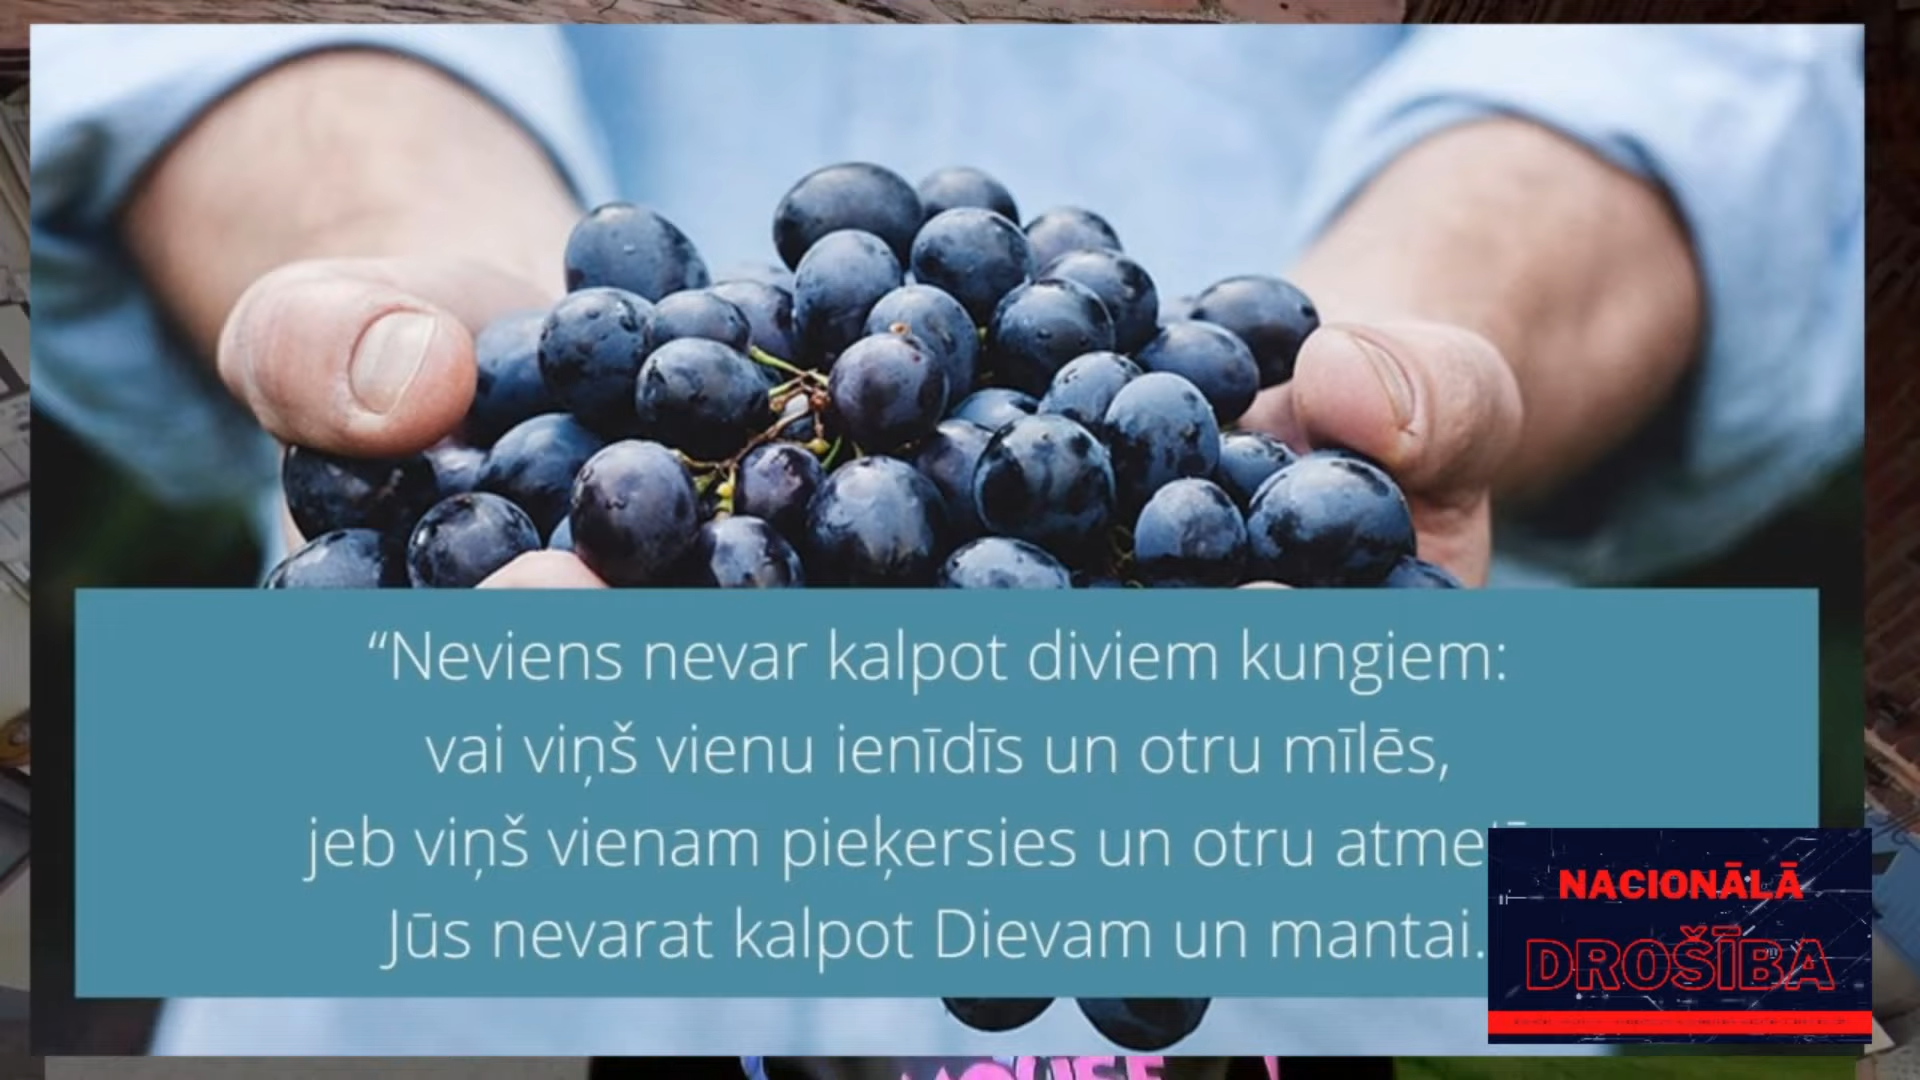 “Neviens nevar kalpot diviem kungiem:
vai viņš vienu ienīdīs un otru mīlēs,
jeb viņš vienam pieķersies un otru
Jūs nevarat kalpot Dievam un mantai.
NACIONĀLĀ
DROŠĪBA